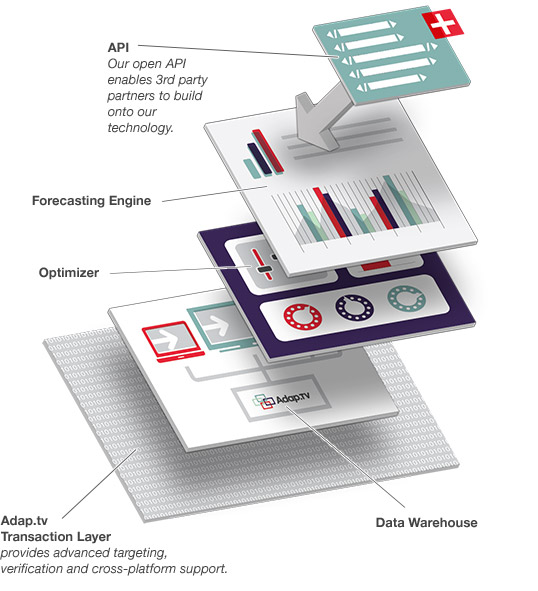 API
Our open API
enables 3rd party
partners to build
onto our
technology.
Forecasting Engine
Optimizer
Adap.tv
Data Warehouse
Adap.tv
Transaction Layer
provides advanced targeting,
verification and cross-platform support.